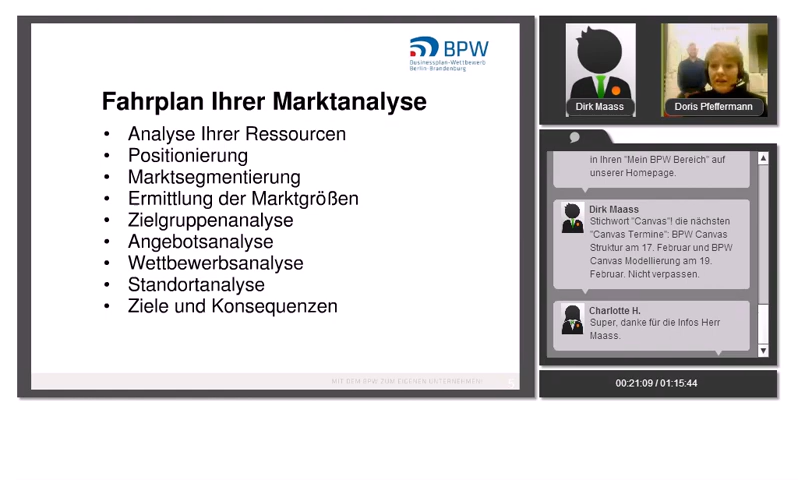 BPW
Businessplan-Wettbewerb
Berlin-Brandenburg
Fahrplan Ihrer Marktanalyse
• Analyse Ihrer Ressourcen
• Positionierung
• Marktsegmentierung
• Ermittlung der Marktgrößen
• Zielgruppenanalyse
• Angebotsanalyse
• Wettbewerbsanalyse
• Standortanalyse
• Ziele und Konsequenzen
MIT DEM BPW ZUM EIGENEN UNTERNEHMEN
Dirk Maass
Doris Pfeffermann
in Ihren "Mein BPW Bereich" auf
unserer Homepage.
Dirk Maass
Stichwort "Canvas"! die nächsten
"Canvas Termine": BPW Canvas
Struktur am 17. Februar und BPW
Canvas Modellierung am 19.
Februar. Nicht verpassen.
Charlotte H.
Super, danke für die Infos Herr
Maass.
00:21:09 / 01:15:44